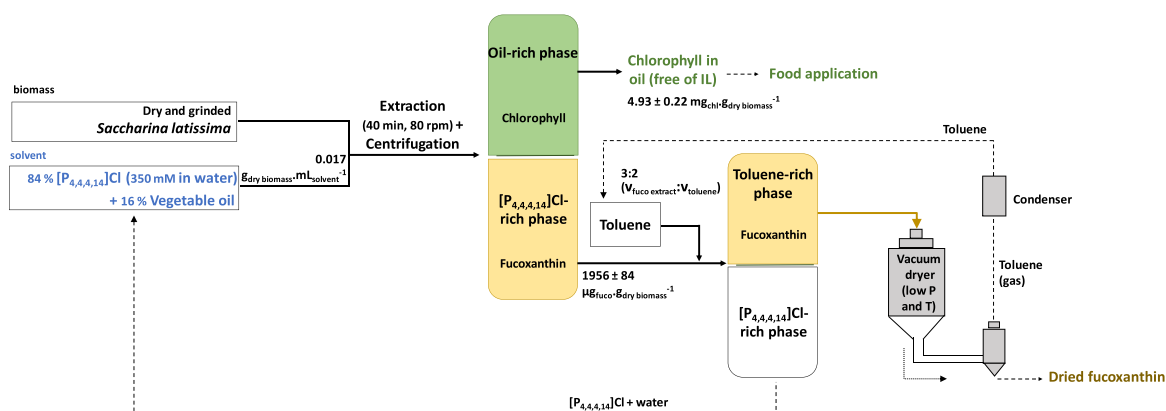 biomass
Dry and grinded
Saccharina latissima
solvent
84 % [P4,4,4,14]Cl (350 mM in water)
+ 16 % Vegetable oil
0.017
gdry biomass.mLsolvent-1
Extraction
(40 min, 80 rpm) +
Centrifugation
Oil-rich phase
Chlorophyll
[P4,4,4,14]Cl-
rich phase
Fucoxanthin
Chlorophyll in
oil (free of IL)
4.93 ± 0.22 mgchl.gdry biomass-1
Food application
3:2
(Vfuco extract:Vtoluene)
Toluene
1956 ± 84
µgfuco.gdry biomass-1
Toluene-rich
phase
Fucoxanthin
[P4,4,4,14]Cl-
rich phase
Toluene
Condenser
Toluene
(gas)
Vacuum
dryer
(low P
and T)
Dried fucoxanthin
[P4,4,4,14]Cl + water